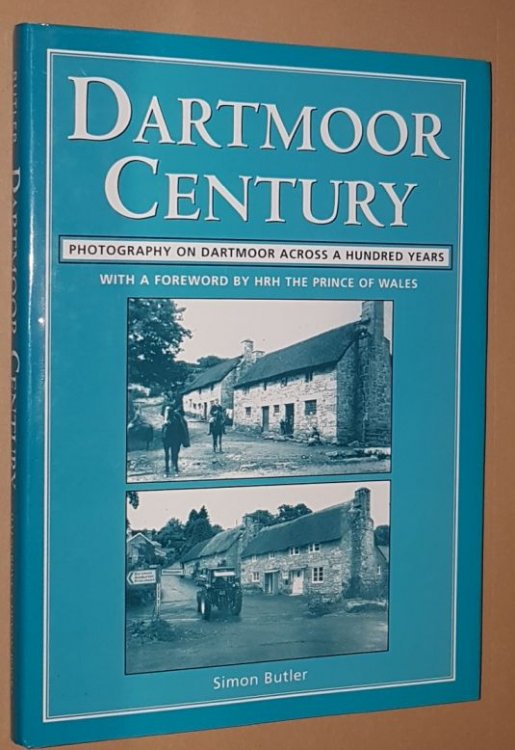 DARTMOOR
CENTURY
PHOTOGRAPHY ON DARTMOOR ACROSS A HUNDRED YEARS
WITH A FOREWORD BY HRH THE PRINCE OF WALES
Simon Butler
BUTLER DARTMOOR CENTURY